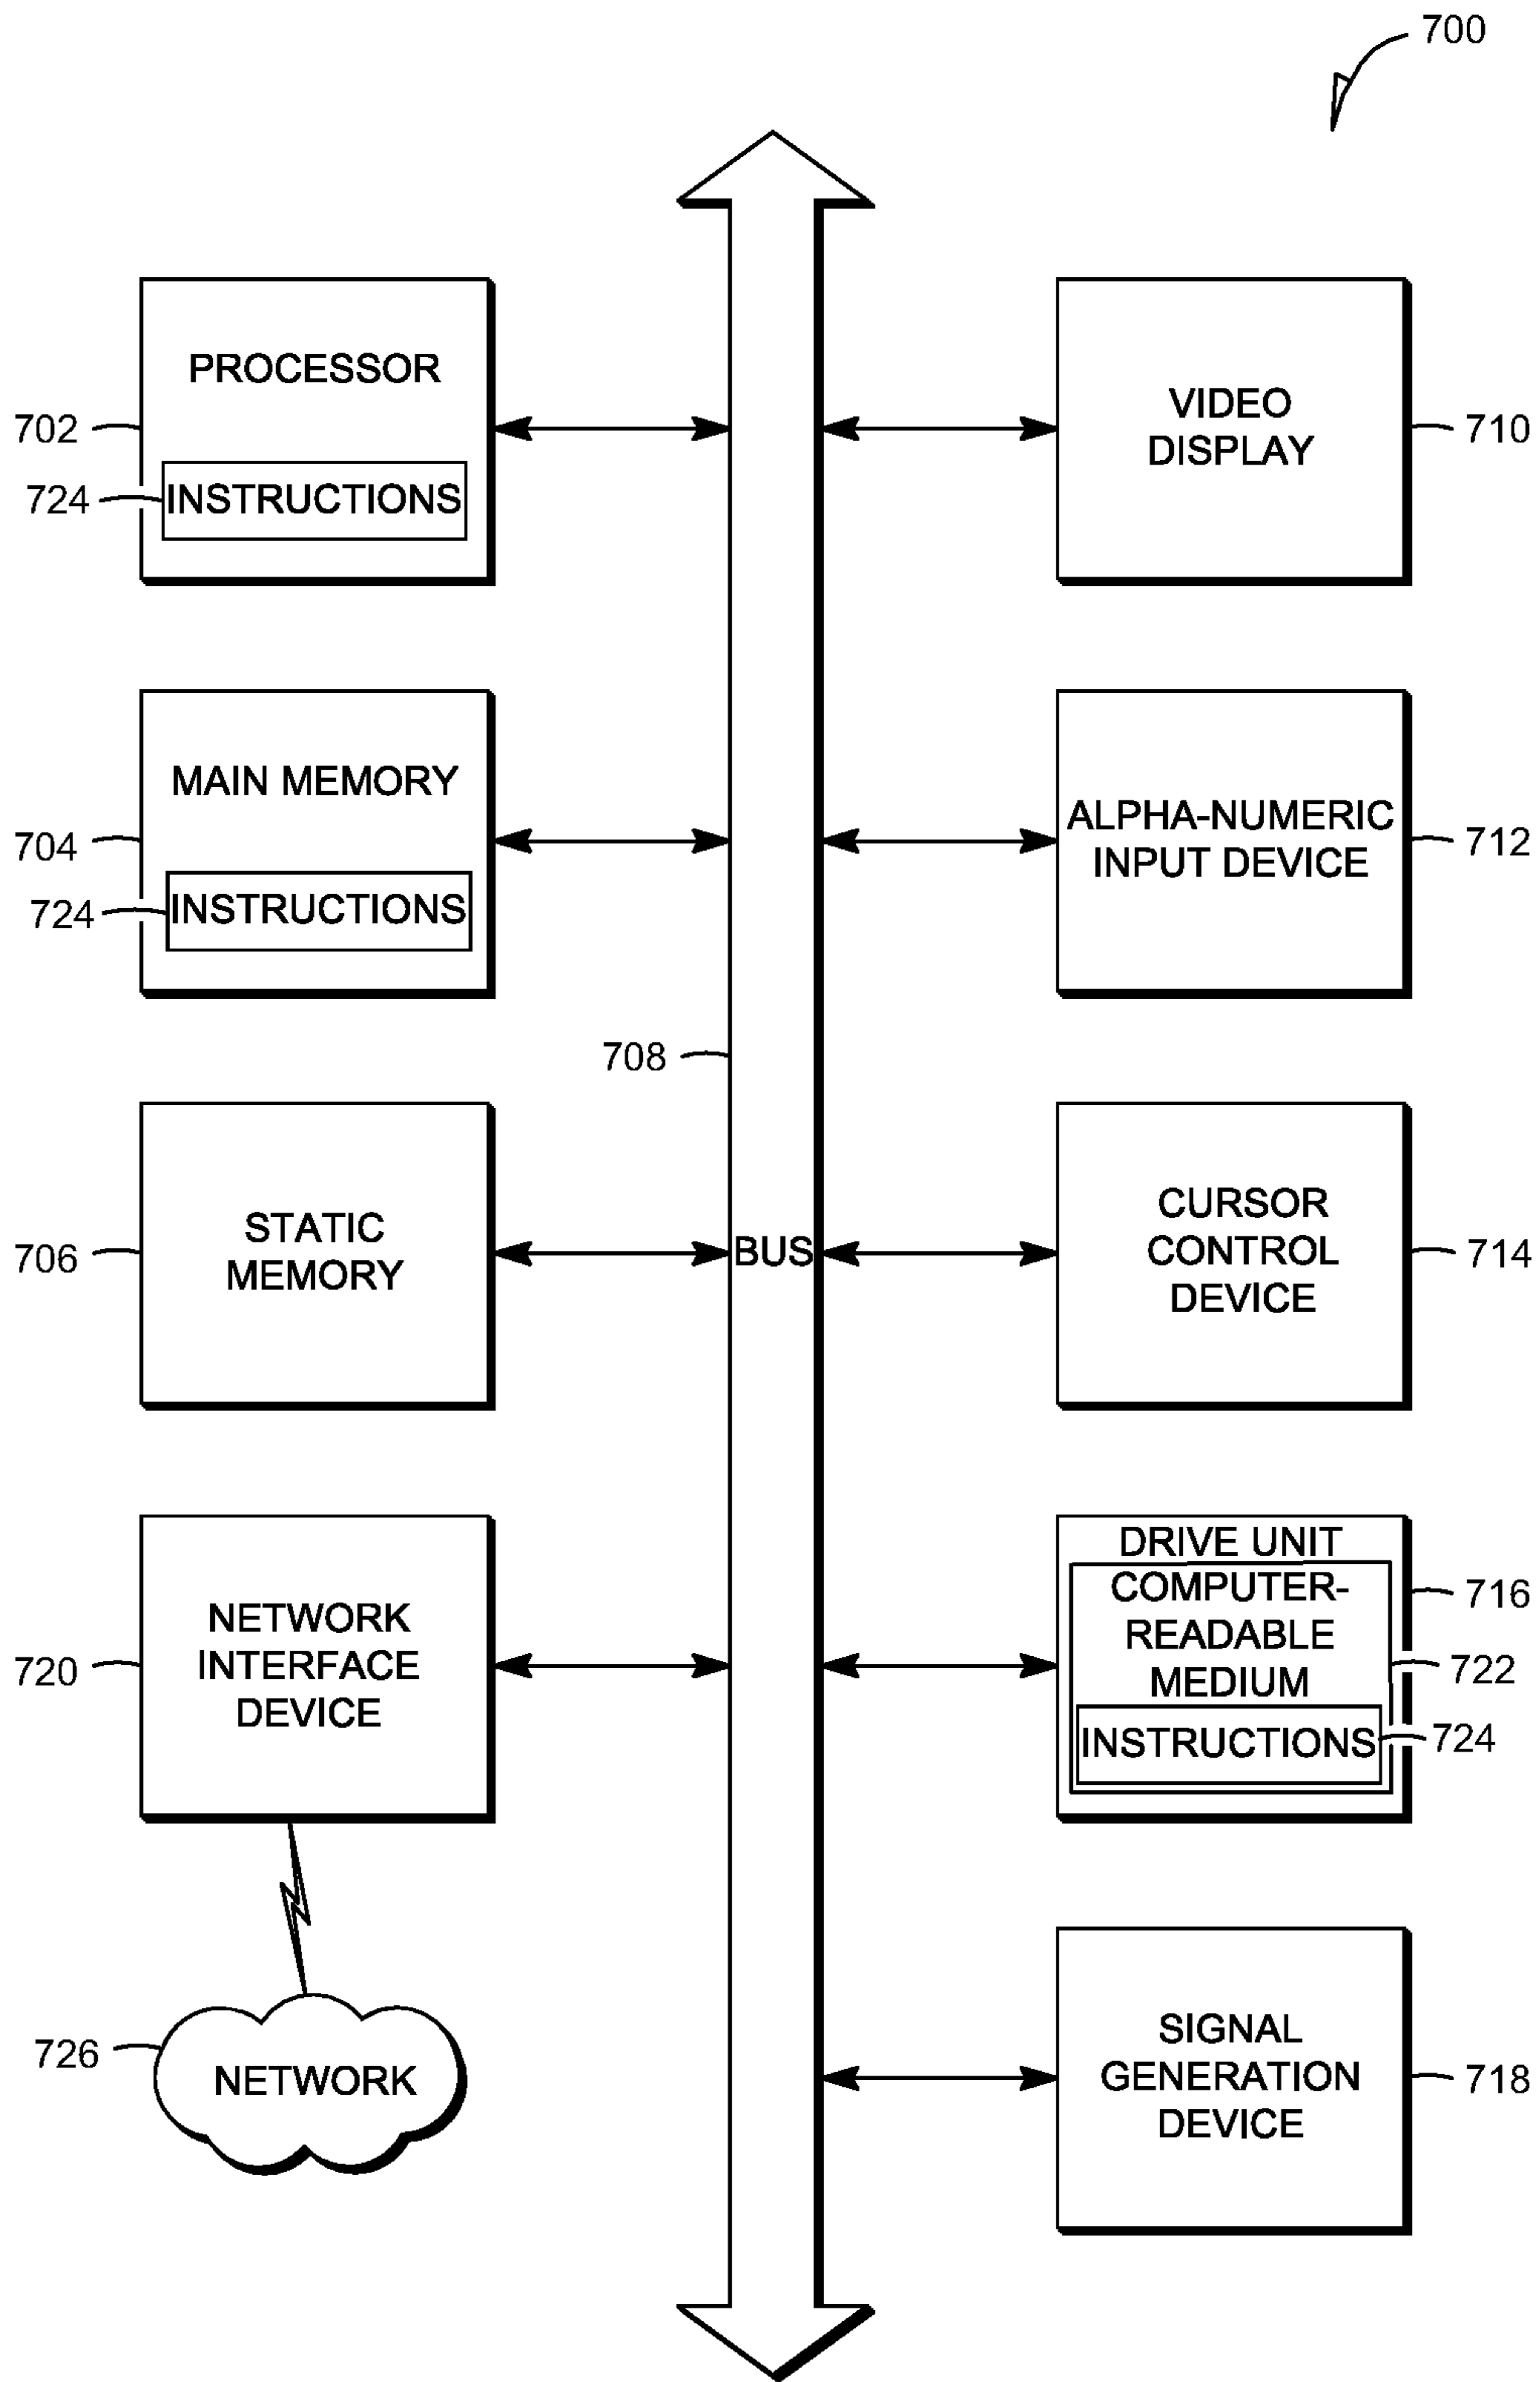 700
PROCESSOR
702
724
INSTRUCTIONS
VIDEO
DISPLAY
710
MAIN MEMORY
704
724
INSTRUCTIONS
ALPHA-NUMERIC
INPUT DEVICE
712
708
STATIC
MEMORY
706
BUS
CURSOR
CONTROL
DEVICE
714
NETWORK
INTERFACE
DEVICE
720
DRIVE UNIT
COMPUTER-
READABLE
MEDIUM
INSTRUCTIONS
716
722
724
726
NETWORK
SIGNAL
GENERATION
DEVICE
718